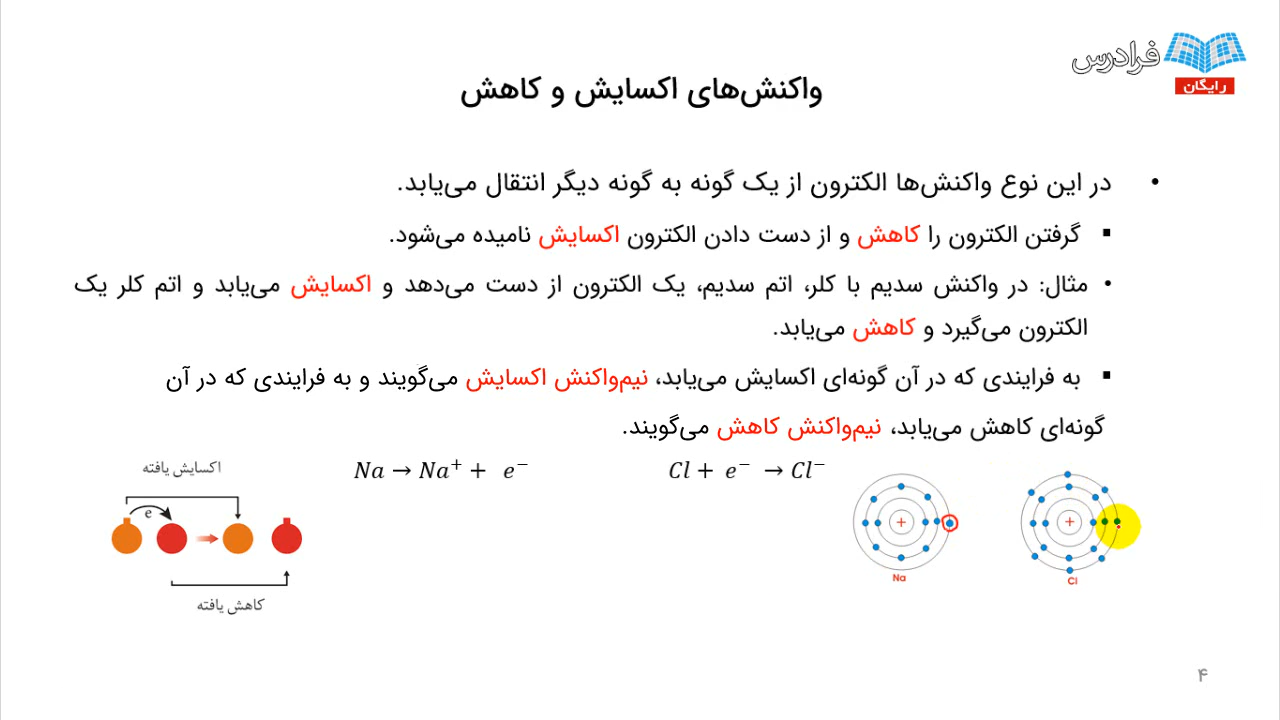 فرادرس
رایگان
واکنش‌های اکسایش و کاهش
• در این نوع واکنش‌ها الکترون از یک گونه به گونه دیگر انتقال می‌یابد.
▪ گرفتن الکترون را کاهش و از دست دادن الکترون اکسایش نامیده می‌شود.
• مثال: در واکنش سدیم با کلر، اتم سدیم، یک الکترون از دست می‌دهد و اکسایش می‌یابد و اتم کلر یک
الکترون می‌گیرد و کاهش می‌یابد.
▪ به فرایندی که در آن گونه‌ای اکسایش می‌یابد، نیم‌واکنش اکسایش می‌گویند و به فرایندی که در آن
گونه‌ای کاهش می‌یابد، نیم‌واکنش کاهش می‌گویند.
Na → Na⁺ + e⁻
Cl + e⁻ → Cl⁻
اکسایش یافته
e
کاهش یافته
+
Na
+
Cl
۴